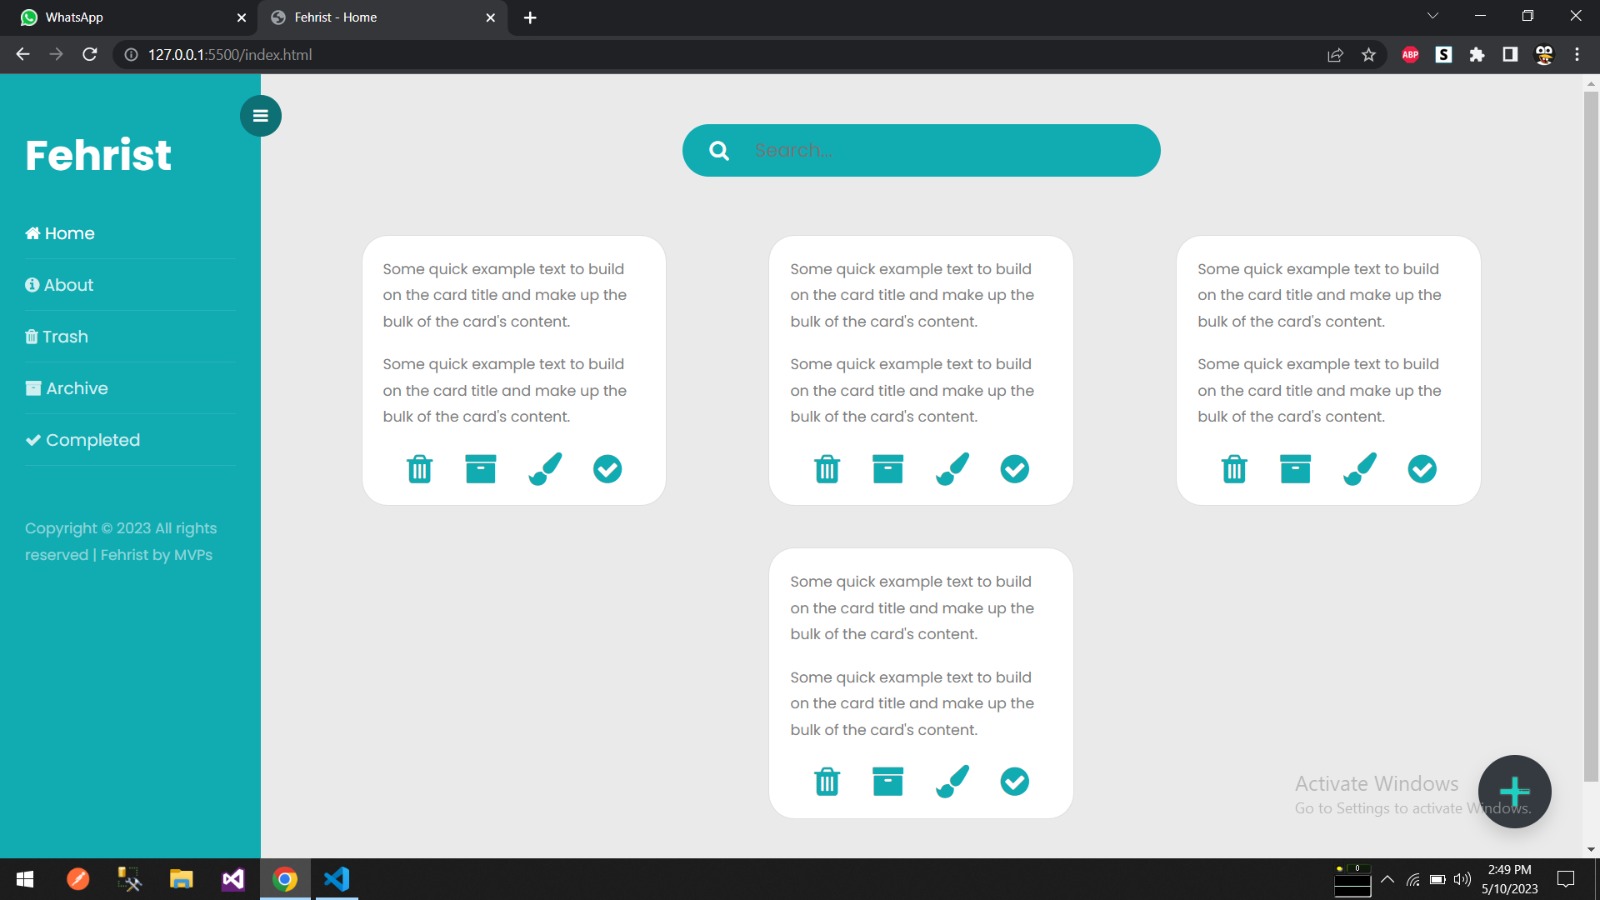 WhatsApp
Fehrist - Home
127.0.0.1:5500/index.html
ABP
S
Fehrist
Home
About
Trash
Archive
Completed
Copyright © 2023 All rights
reserved | Fehrist by MVPs
Search...
Some quick example text to build
on the card title and make up the
bulk of the card's content.
Some quick example text to build
on the card title and make up the
bulk of the card's content.
Some quick example text to build
on the card title and make up the
bulk of the card's content.
Some quick example text to build
on the card title and make up the
bulk of the card's content.
Some quick example text to build
on the card title and make up the
bulk of the card's content.
Some quick example text to build
on the card title and make up the
bulk of the card's content.
Some quick example text to build
on the card title and make up the
bulk of the card's content.
Some quick example text to build
on the card title and make up the
bulk of the card's content.
Activate Windows
Go to Settings to activate Windows.
0
2:49 PM
5/10/2023